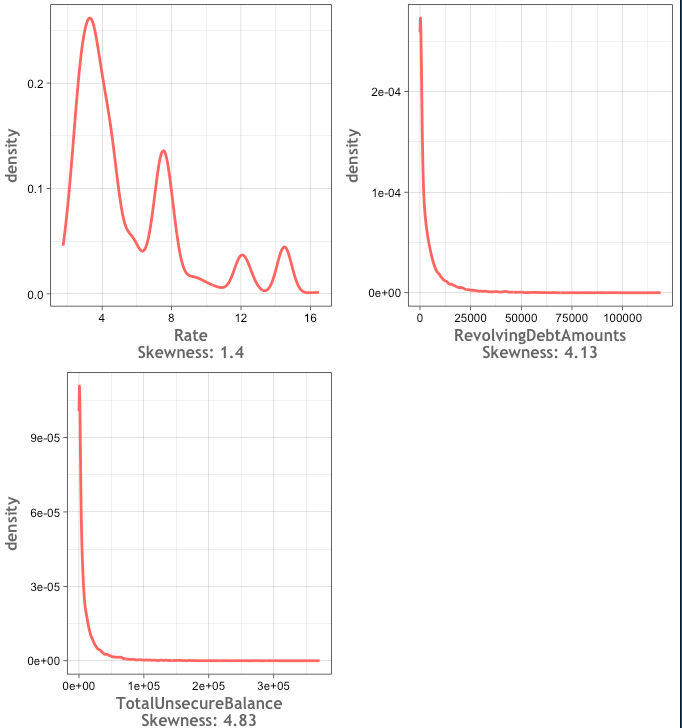 density
0.2
0.1
0.0
4 8 12 16
Rate
Skewness: 1.4
density
2e-04
1e-04
0e+00
0 25000 50000 75000 100000
RevolvingDebtAmounts
Skewness: 4.13
density
9e-05
6e-05
3e-05
0e+00
0e+00 1e+05 2e+05 3e+05
TotalUnsecureBalance
Skewness: 4.83